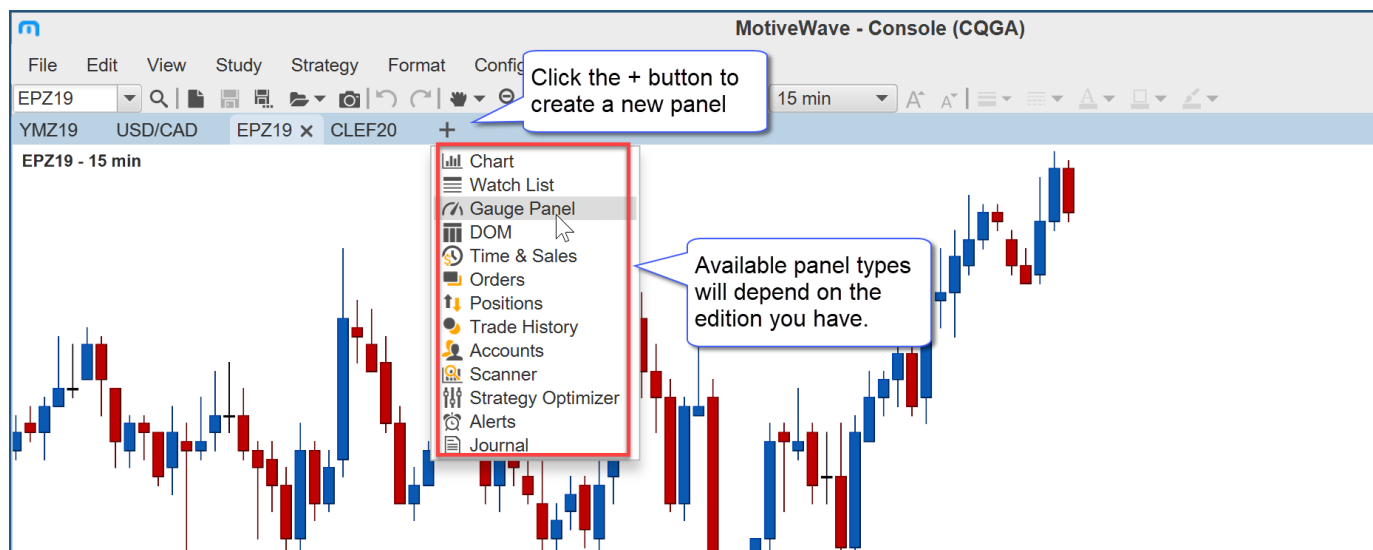 MotiveWave - Console (CQGA)
File Edit View Study Strategy Format
Click the + button to
create a new panel
EPZ19
15 min
YMZ19 USD/CAD EPZ19 CLEF20
EPZ19 - 15 min
Chart
Watch List
Gauge Panel
DOM
Time & Sales
Orders
Positions
Trade History
Accounts
Scanner
Strategy Optimizer
Alerts
Journal
Available panel types
will depend on the
edition you have.